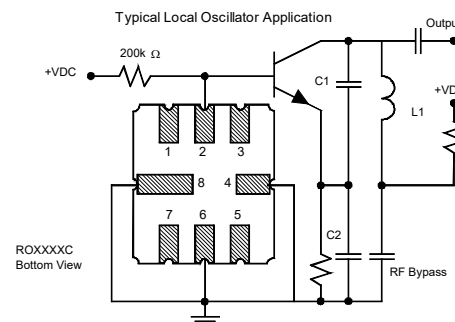 Typical Local Oscillator Application
Output
200k Ω
+VDC
C1
+VD
L1
1 2 3
8 4
7 6 5
C2
ROXXXXC
Bottom View
RF Bypass